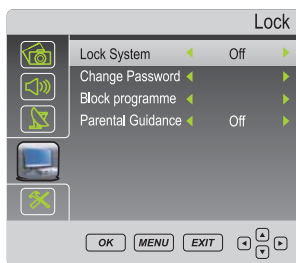 Lock
Lock System Off
Change Password
Block programme
Parental Guidance Off
OK MENU EXIT